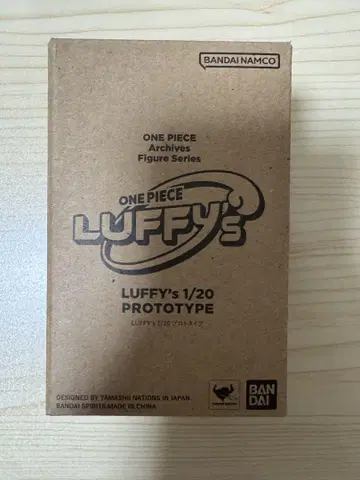 BANDAI NAMCO
ONE PIECE
Archives
Figure Series
ONE PIECE
LUFFY's
LUFFY's 1/20
PROTOTYPE
LUFFY's 1/20 プロトタイプ
DESIGNED BY TAMASHII NATIONS IN JAPAN
BANDAI SPIRITS MADE IN CHINA
BAN
DAI